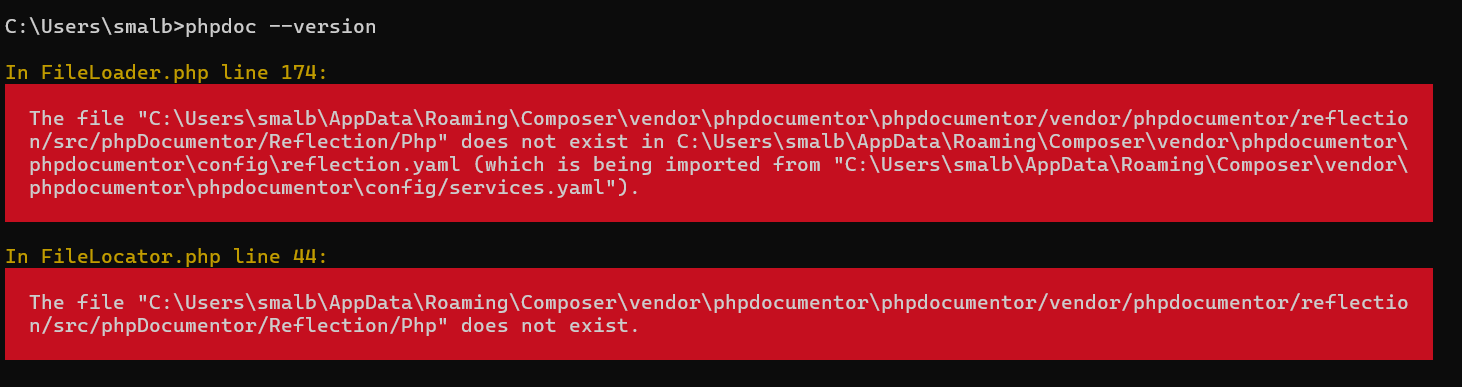 C:\Users\smalb>phpdoc --version
In FileLoader.php line 174:
The file "C:\Users\smalb\AppData\Roaming\Composer\vendor\phpdocumentor\phpdocumentor/vendor/phpdocumentor/reflectio
n/src/phpDocumentor/Reflection/Php" does not exist in C:\Users\smalb\AppData\Roaming\Composer\vendor\phpdocumentor\
phpdocumentor\config\reflection.yaml (which is being imported from "C:\Users\smalb\AppData\Roaming\Composer\vendor\
phpdocumentor\phpdocumentor\config/services.yaml").
In FileLocator.php line 44:
The file "C:\Users\smalb\AppData\Roaming\Composer\vendor\phpdocumentor\phpdocumentor/vendor/phpdocumentor/reflectio
n/src/phpDocumentor/Reflection/Php" does not exist.